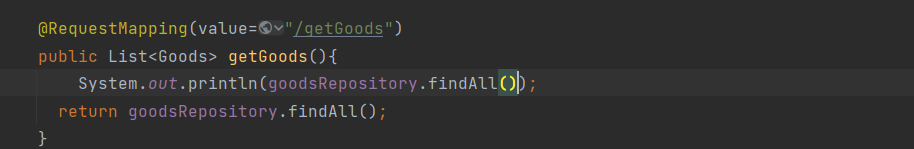 @RequestMapping(value="/getGoods")
public List<Goods> getGoods(){
System.out.println(goodsRepository.findAll());
return goodsRepository.findAll();
}